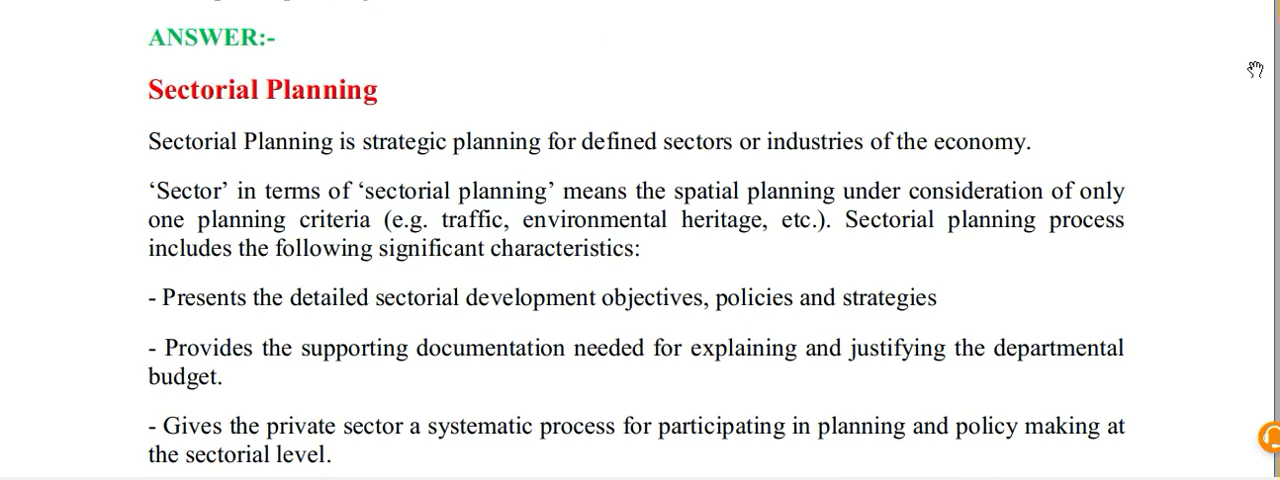 ANSWER:-
Sectorial Planning
Sectorial Planning is strategic planning for defined sectors or industries of the economy.
‘Sector’ in terms of ‘sectorial planning’ means the spatial planning under consideration of only
one planning criteria (e.g. traffic, environmental heritage, etc.). Sectorial planning process
includes the following significant characteristics:
- Presents the detailed sectorial development objectives, policies and strategies
- Provides the supporting documentation needed for explaining and justifying the departmental
budget.
- Gives the private sector a systematic process for participating in planning and policy making at
the sectorial level.